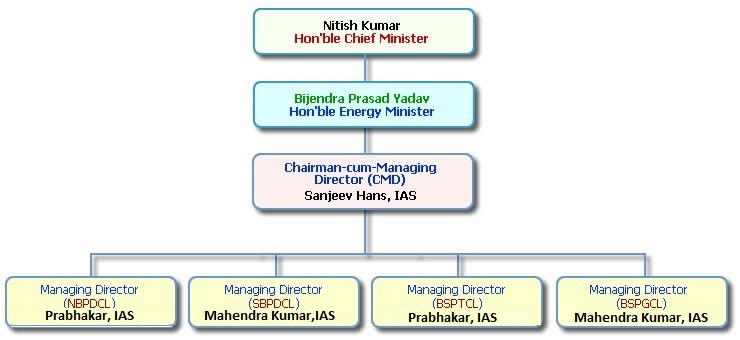 Nitish Kumar
Hon'ble Chief Minister
Bijendra Prasad Yadav
Hon'ble Energy Minister
Chairman-cum-Managing
Director (CMD)
Sanjeev Hans, IAS
Managing Director
(NBPDCL)
Prabhakar, IAS
Managing Director
(SBPDCL)
Mahendra Kumar,IAS
Managing Director
(BSPTCL)
Prabhakar, IAS
Managing Director
(BSPGCL)
Mahendra Kumar, IAS